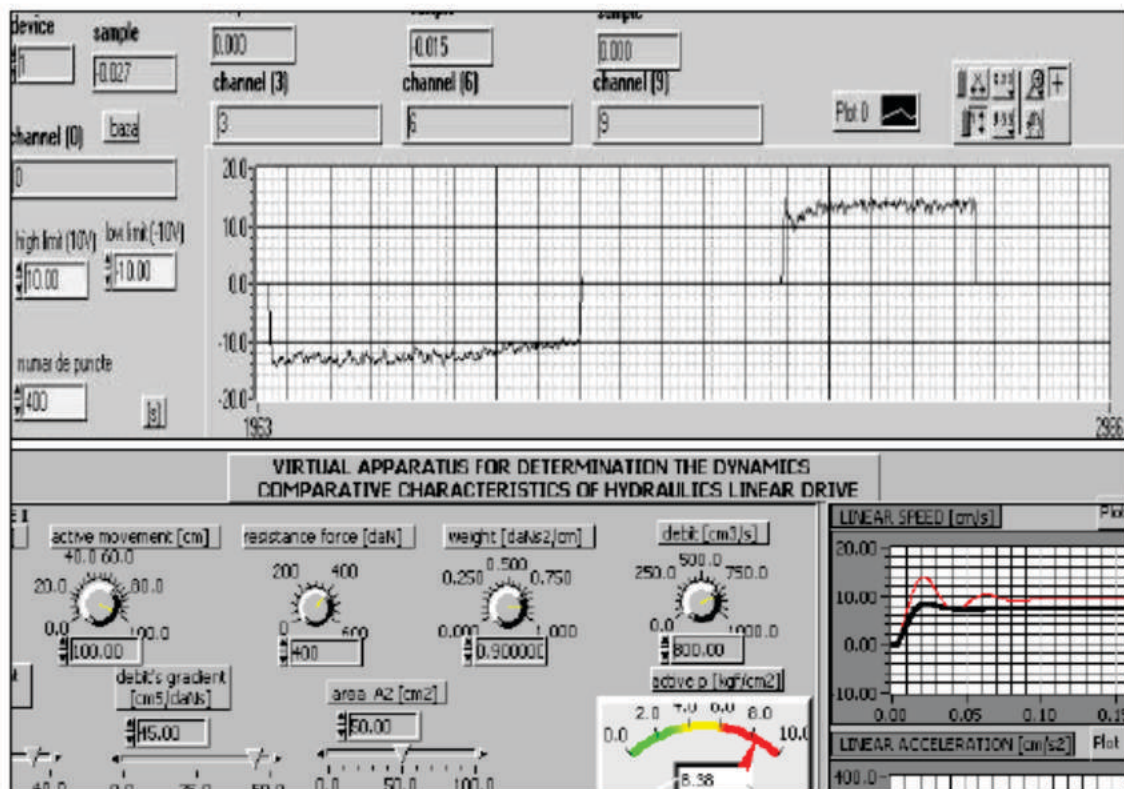 device
sample
sample
1
-0.027
0.000
-0.015
0.000
channel (3)
channel (6)
channel (9)
3
6
9
Plot 0
channel (0)
baza
0
high limit (10V)
low limit (-10V)
10.00
-10.00
numar de puncte
400
[s]
20.0
10.0
0.0
-10.0
-20.0
1963
2986
VIRTUAL APPARATUS FOR DETERMINATION THE DYNAMICS
COMPARATIVE CHARACTERISTICS OF HYDRAULICS LINEAR DRIVE
active movement [cm]
0.0
20.0
40.0
60.0
80.0
100.0
100.00
resistance force [daN]
0
200
400
600
400
weight [daNs2/cm]
0.000
0.250
0.500
0.750
1.000
0.900000
debit [cm3/s]
0.0
250.0
500.0
750.0
1000.0
800.00
debit's gradient
[cm5/daNs]
45.00
0.0
25.0
50.0
area A2 [cm2]
50.00
0.0
50.0
100.0
40.0
active p [kgf/cm2]
0.0
2.0
4.0
6.0
8.0
10.0
8.38
LINEAR SPEED [cm/s]
Plot
20.00
10.00
0.00
-10.00
0.00
0.05
0.15
LINEAR ACCELERATION [cm/s2]
Plot
400.0